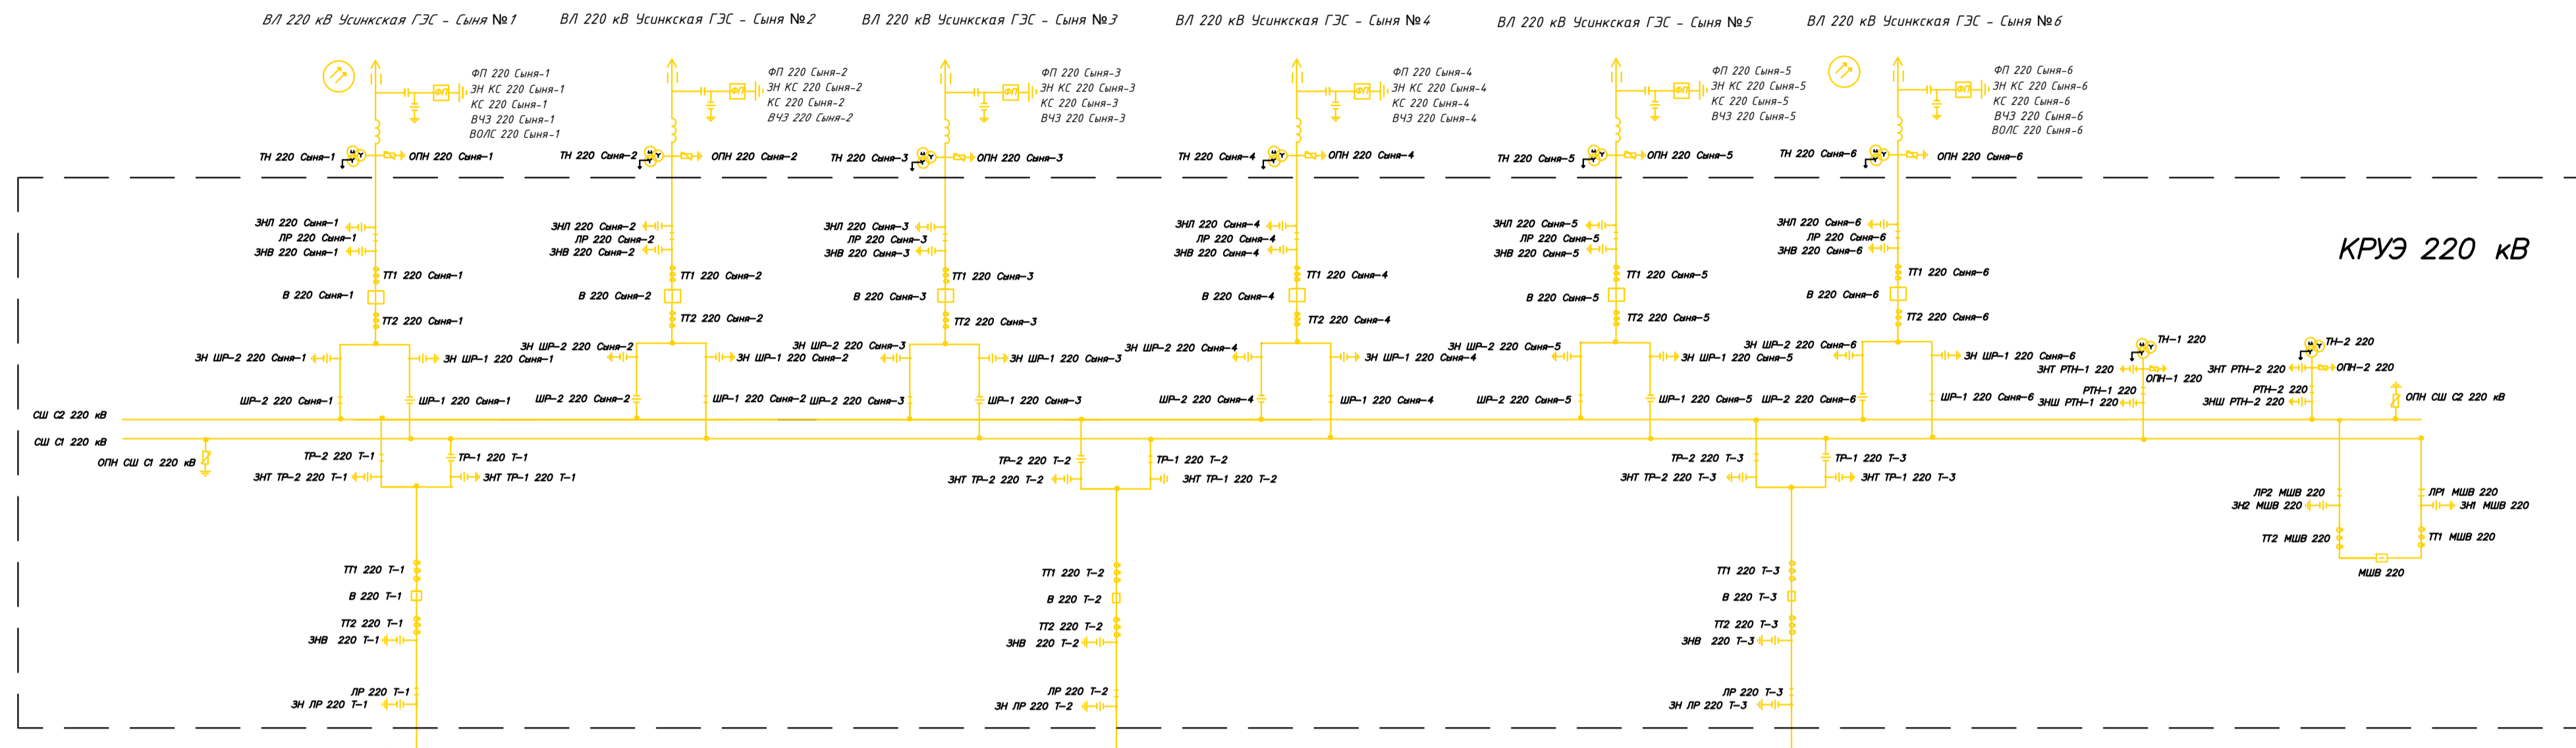 ВЛ 220 кВ Усинкская ГЭС - Сыня №1
ВЛ 220 кВ Усинкская ГЭС - Сыня №2
ВЛ 220 кВ Усинкская ГЭС - Сыня №3
ВЛ 220 кВ Усинкская ГЭС - Сыня №4
ВЛ 220 кВ Усинкская ГЭС - Сыня №5
ВЛ 220 кВ Усинкская ГЭС - Сыня №6
ФП
ФП 220 Сыня-1
ЗН КС 220 Сыня-1
КС 220 Сыня-1
ВЧЗ 220 Сыня-1
ВОЛС 220 Сыня-1
ФП
ФП 220 Сыня-2
ЗН КС 220 Сыня-2
КС 220 Сыня-2
ВЧЗ 220 Сыня-2
ФП
ФП 220 Сыня-3
ЗН КС 220 Сыня-3
КС 220 Сыня-3
ВЧЗ 220 Сыня-3
ФП
ФП 220 Сыня-4
ЗН КС 220 Сыня-4
КС 220 Сыня-4
ВЧЗ 220 Сыня-4
ФП
ФП 220 Сыня-5
ЗН КС 220 Сыня-5
КС 220 Сыня-5
ВЧЗ 220 Сыня-5
ФП
ФП 220 Сыня-6
ЗН КС 220 Сыня-6
КС 220 Сыня-6
ВЧЗ 220 Сыня-6
ВОЛС 220 Сыня-6
ТН 220 Сыня-1
ОПН 220 Сыня-1
ТН 220 Сыня-2
ОПН 220 Сыня-2
ТН 220 Сыня-3
ОПН 220 Сыня-3
ТН 220 Сыня-4
ОПН 220 Сыня-4
ТН 220 Сыня-5
ОПН 220 Сыня-5
ТН 220 Сыня-6
ОПН 220 Сыня-6
КРУЭ 220 кВ
ЗНЛ 220 Сыня-1
ЛР 220 Сыня-1
ЗНВ 220 Сыня-1
ТТ1 220 Сыня-1
В 220 Сыня-1
ТТ2 220 Сыня-1
ЗНЛ 220 Сыня-2
ЛР 220 Сыня-2
ЗНВ 220 Сыня-2
ТТ1 220 Сыня-2
В 220 Сыня-2
ТТ2 220 Сыня-2
ЗНЛ 220 Сыня-3
ЛР 220 Сыня-3
ЗНВ 220 Сыня-3
ТТ1 220 Сыня-3
В 220 Сыня-3
ТТ2 220 Сыня-3
ЗНЛ 220 Сыня-4
ЛР 220 Сыня-4
ЗНВ 220 Сыня-4
ТТ1 220 Сыня-4
В 220 Сыня-4
ТТ2 220 Сыня-4
ЗНЛ 220 Сыня-5
ЛР 220 Сыня-5
ЗНВ 220 Сыня-5
ТТ1 220 Сыня-5
В 220 Сыня-5
ТТ2 220 Сыня-5
ЗНЛ 220 Сыня-6
ЛР 220 Сыня-6
ЗНВ 220 Сыня-6
ТТ1 220 Сыня-6
В 220 Сыня-6
ТТ2 220 Сыня-6
ЗН ШР-2 220 Сыня-1
ЗН ШР-1 220 Сыня-1
ШР-2 220 Сыня-1
ШР-1 220 Сыня-1
ЗН ШР-2 220 Сыня-2
ЗН ШР-1 220 Сыня-2
ШР-2 220 Сыня-2
ШР-1 220 Сыня-2
ЗН ШР-2 220 Сыня-3
ЗН ШР-1 220 Сыня-3
ШР-2 220 Сыня-3
ШР-1 220 Сыня-3
ЗН ШР-2 220 Сыня-4
ЗН ШР-1 220 Сыня-4
ШР-2 220 Сыня-4
ШР-1 220 Сыня-4
ЗН ШР-2 220 Сыня-5
ЗН ШР-1 220 Сыня-5
ШР-2 220 Сыня-5
ШР-1 220 Сыня-5
ЗН ШР-2 220 Сыня-6
ЗН ШР-1 220 Сыня-6
ШР-2 220 Сыня-6
ШР-1 220 Сыня-6
ТН-1 220
ЗНТ РТН-1 220
ОПН-1 220
РТН-1 220
ЗНШ РТН-1 220
ТН-2 220
ЗНТ РТН-2 220
ОПН-2 220
РТН-2 220
ЗНШ РТН-2 220
ОПН СШ С2 220 кВ
СШ С2 220 кВ
СШ С1 220 кВ
ОПН СШ С1 220 кВ
ТР-2 220 Т-1
ТР-1 220 Т-1
ЗНТ ТР-2 220 Т-1
ЗНТ ТР-1 220 Т-1
ТР-2 220 Т-2
ТР-1 220 Т-2
ЗНТ ТР-2 220 Т-2
ЗНТ ТР-1 220 Т-2
ТР-2 220 Т-3
ТР-1 220 Т-3
ЗНТ ТР-2 220 Т-3
ЗНТ ТР-1 220 Т-3
ЛР2 МШВ 220
ЛР1 МШВ 220
ЗН2 МШВ 220
ЗН1 МШВ 220
ТТ2 МШВ 220
ТТ1 МШВ 220
МШВ 220
ТТ1 220 Т-1
В 220 Т-1
ТТ2 220 Т-1
ЗНВ 220 Т-1
ЛР 220 Т-1
ЗН ЛР 220 Т-1
ТТ1 220 Т-2
В 220 Т-2
ТТ2 220 Т-2
ЗНВ 220 Т-2
ЛР 220 Т-2
ЗН ЛР 220 Т-2
ТТ1 220 Т-3
В 220 Т-3
ТТ2 220 Т-3
ЗНВ 220 Т-3
ЛР 220 Т-3
ЗН ЛР 220 Т-3